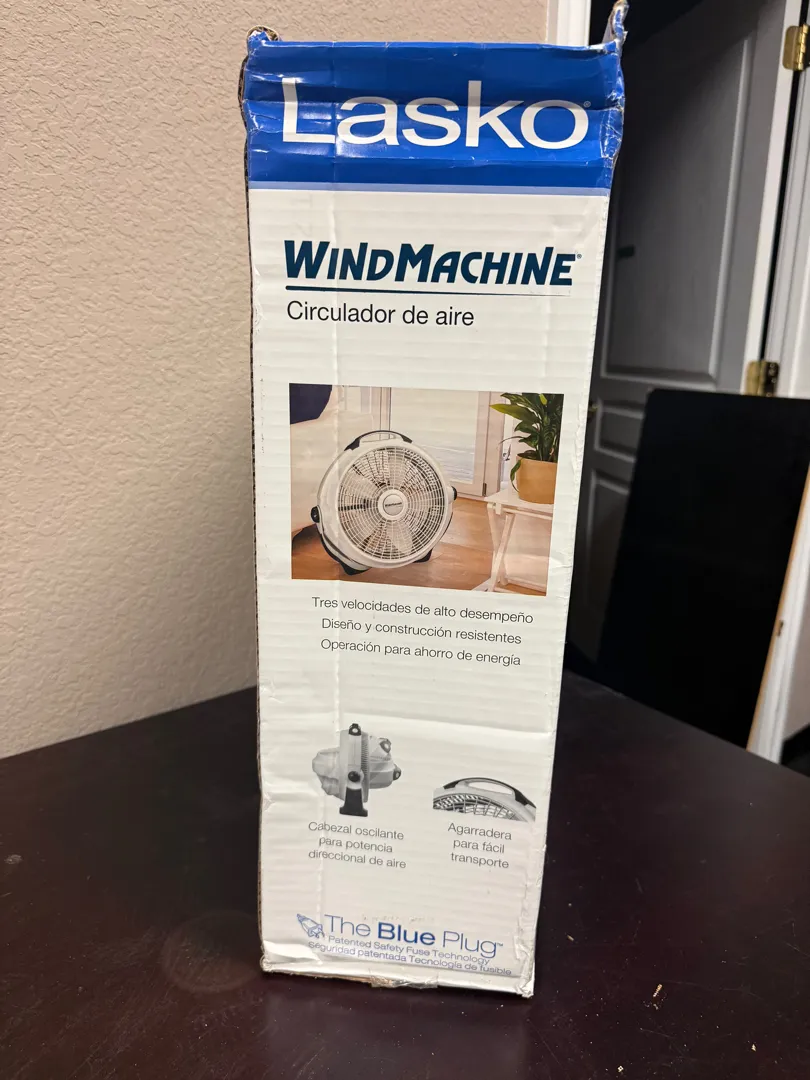 Lasko®
WINDMACHINE®
Circulador de aire
Tres velocidades de alto desempeño
Diseño y construcción resistentes
Operación para ahorro de energía
Cabezal oscilante
para potencia
direccional de aire
Agarradera
para fácil
transporte
The Blue Plug™
Patented Safety Fuse Technology
Seguridad patentada Tecnología de fusible